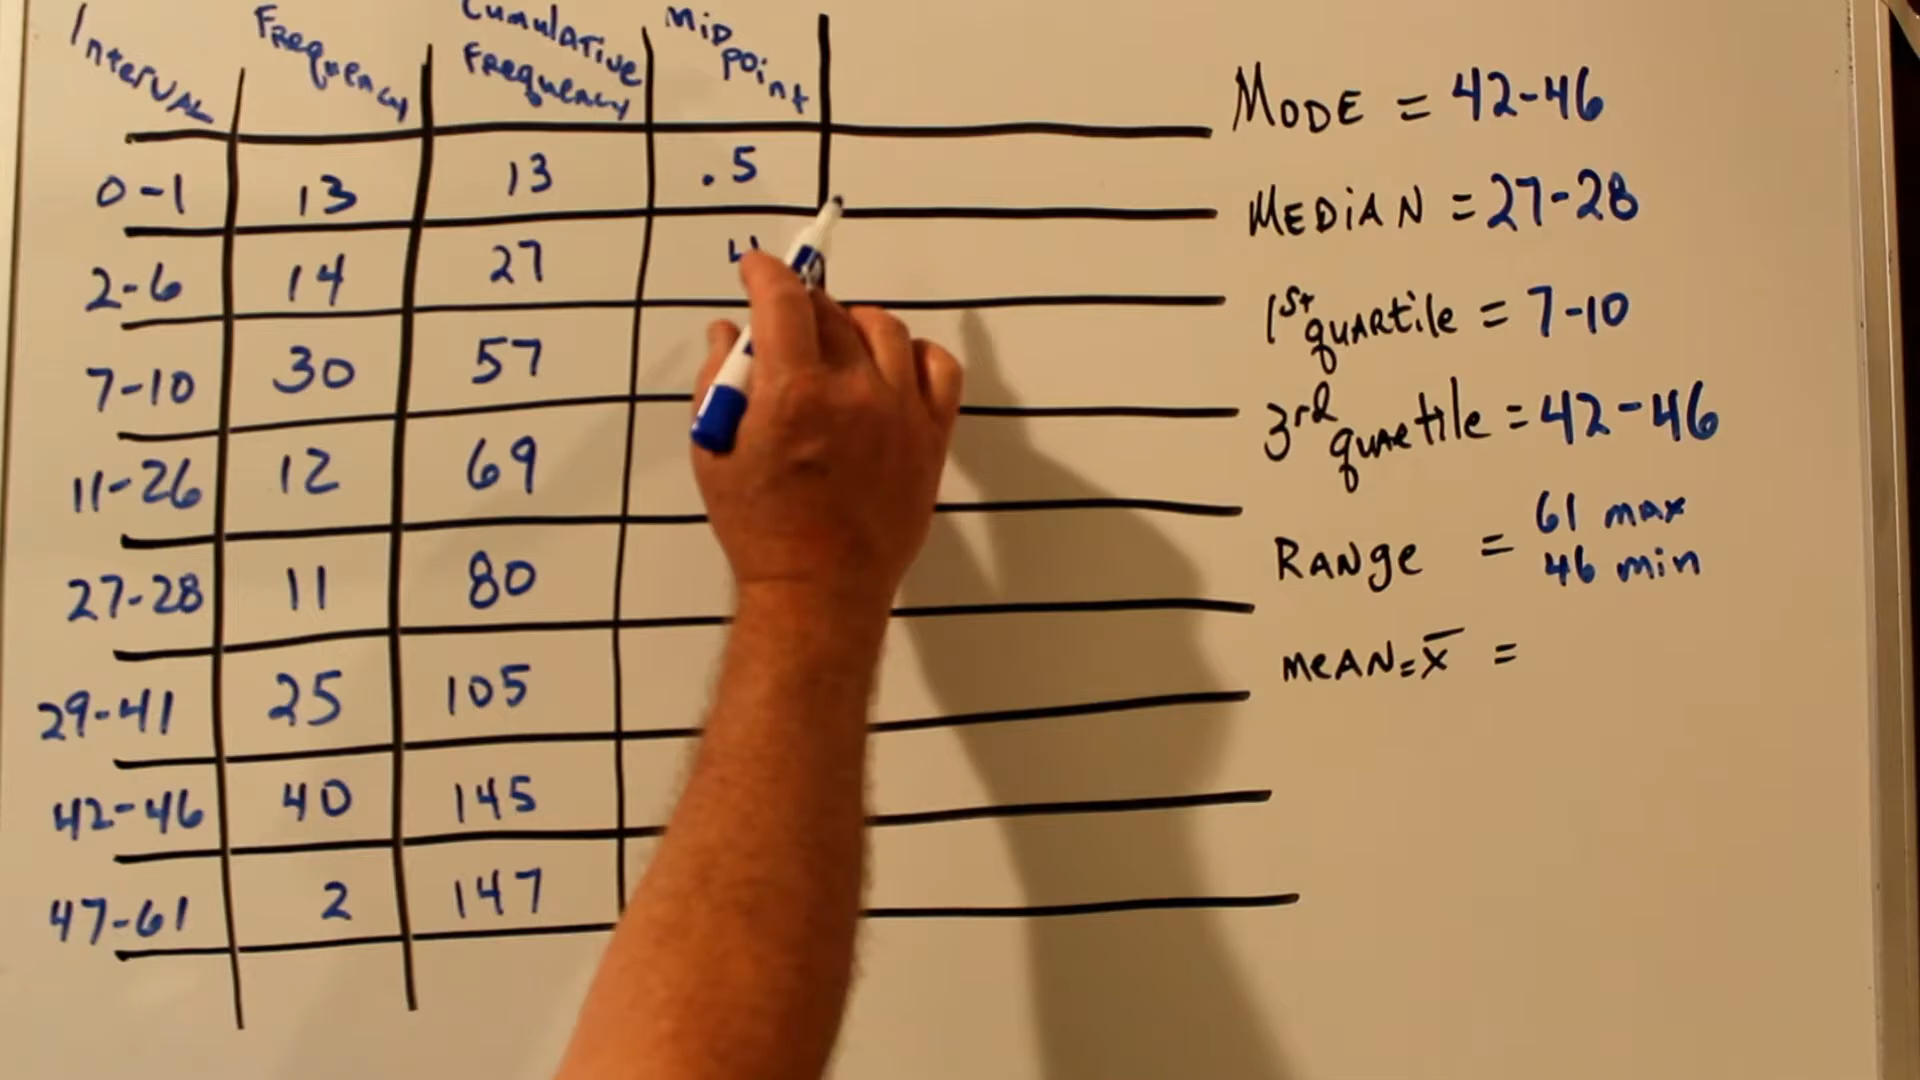 Interval Frequency Cumulative Frequency Midpoint
0-1 13 13 .5
2-6 14 27 4
7-10 30 57
11-26 12 69
27-28 11 80
29-41 25 105
42-46 40 145
47-61 2 147
MODE = 42-46
MEDIAN = 27-28
1st quartile = 7-10
3rd quartile = 42-46
RANGE = 61 max
46 min
MEAN = x̄ =